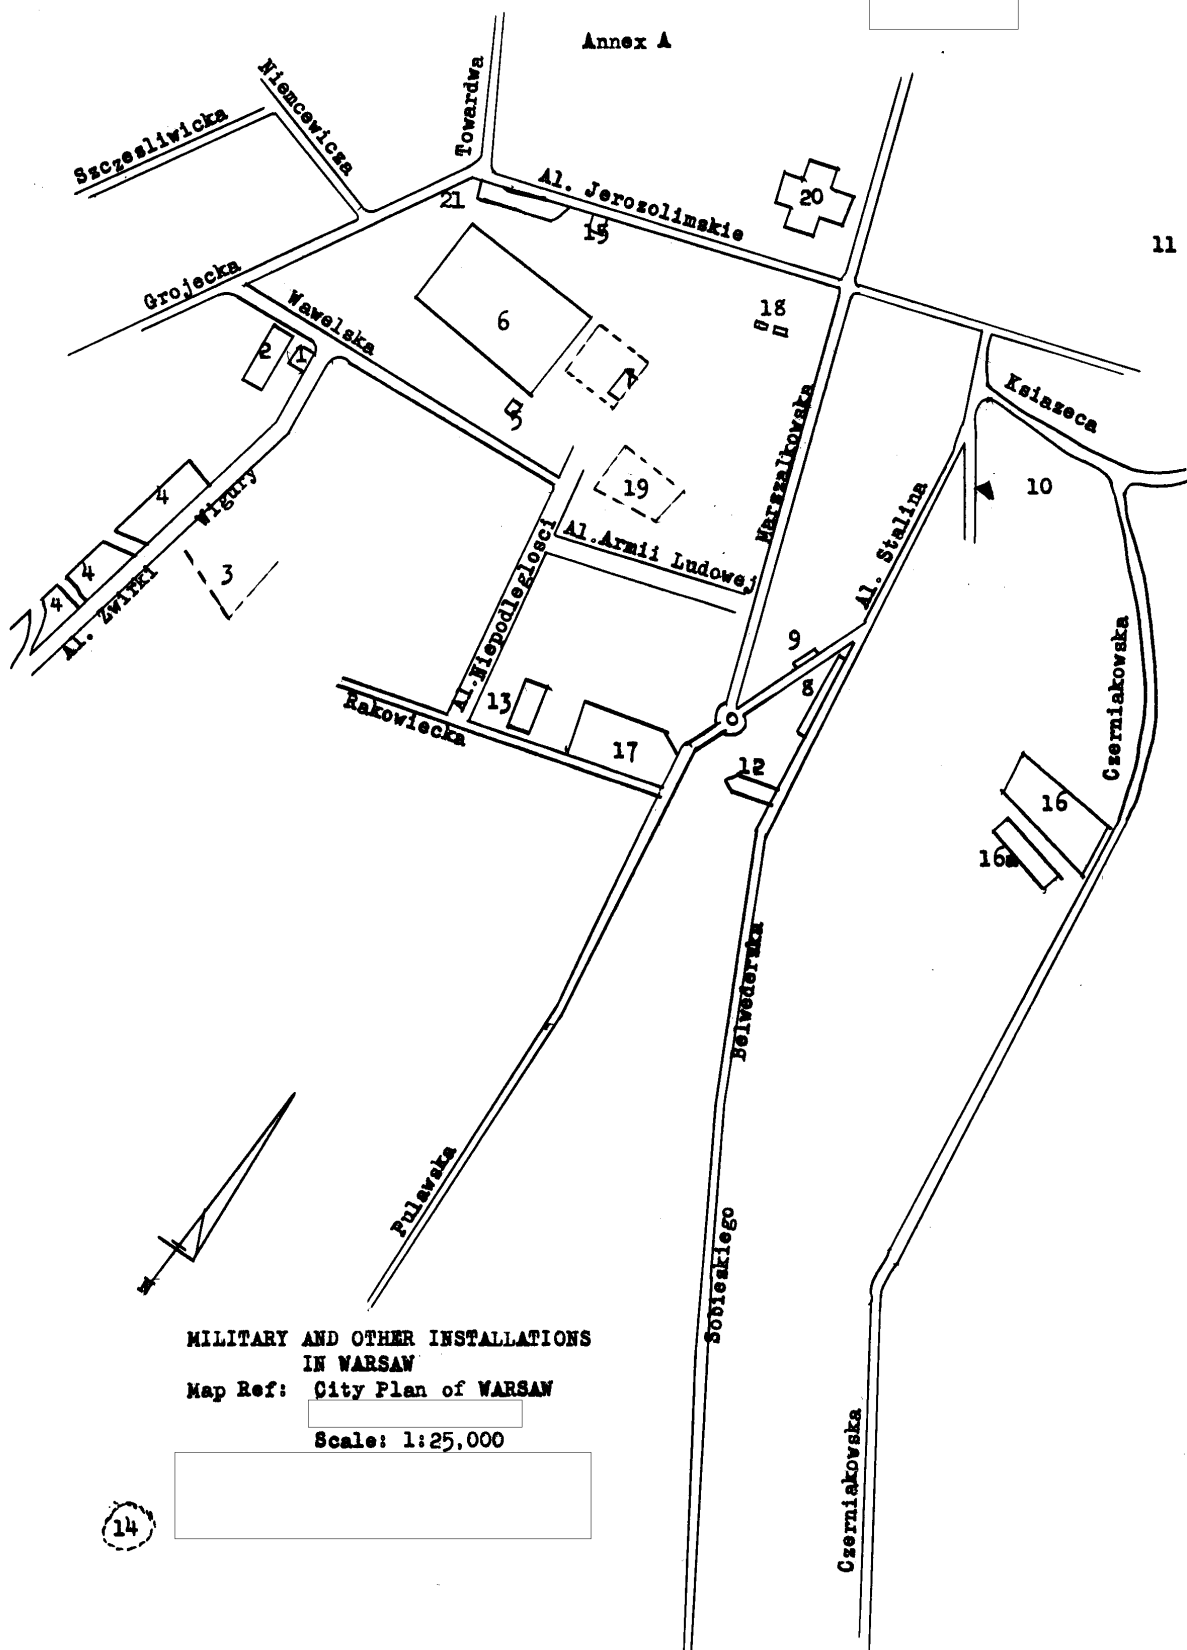 Annex A
Niemcewicza
Towardwa
Szczesliwicka
Al. Jerozolimskie
20
21
15
11
Grojecka
Wawelska
6
18
2
1
7
5
Ksiazeca
Marszalkowska
4
Wigury
19
10
Al. Stalina
Al.Armii Ludowej
Al.Niepodleglosci
4
3
4
Al. Zwirki
9
8
Czerniakowska
13
Rakowiecka
17
12
16
16a
Belwederska
Pulawska
Sobieskiego
MILITARY AND OTHER INSTALLATIONS
IN WARSAW
Map Ref: City Plan of WARSAW
Scale: 1:25,000
Czerniakowska
14